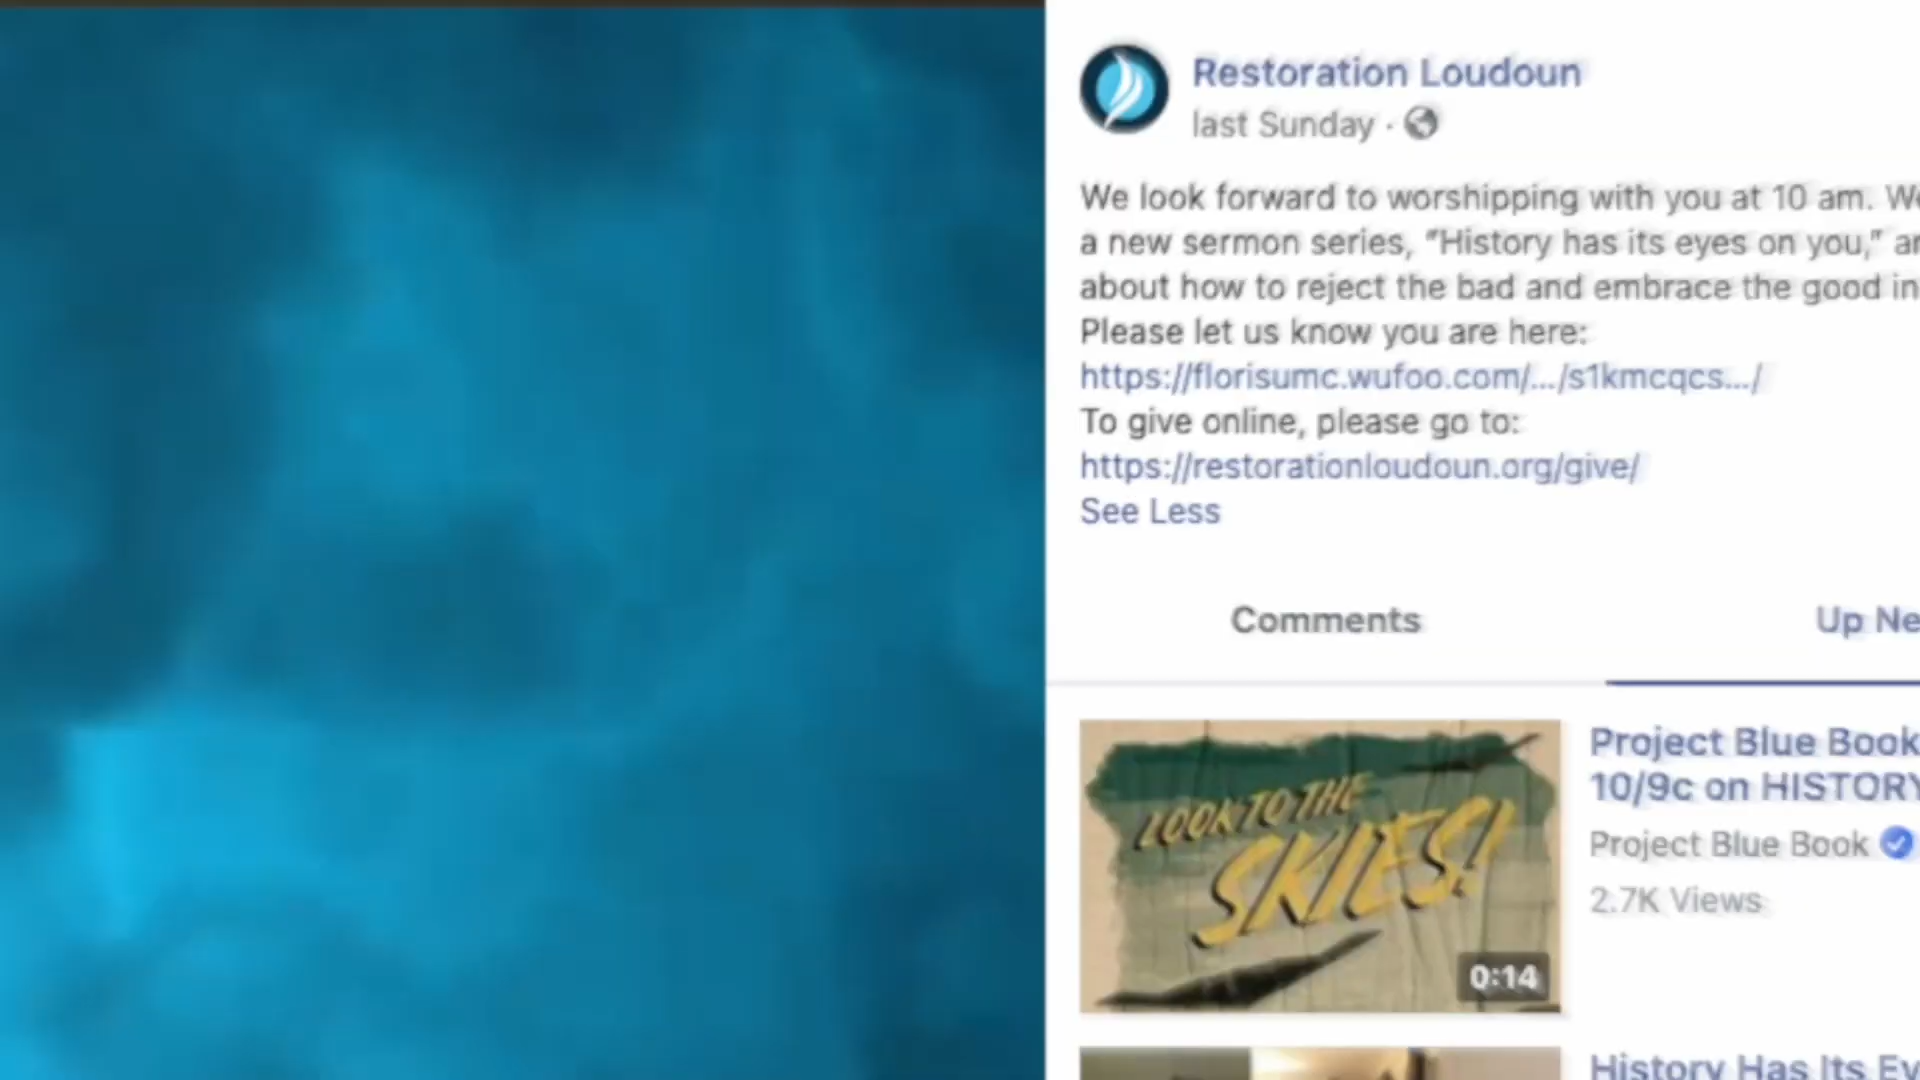 Restoration Loudoun
last Sunday ·
We look forward to worshipping with you at 10 am. We
a new sermon series, "History has its eyes on you,"
about how to reject the bad and embrace the good in
Please let us know you are here:
https://florisumc.wufoo.com/.../s1kmcqcs.../
To give online, please go to:
https://restorationloudoun.org/give/
See Less
Comments
Up Ne
LOOK TO THE
SKIES!
0:14
Project Blue Book
10/9c on HISTORY
Project Blue Book
2.7K Views
History Has Its Ey